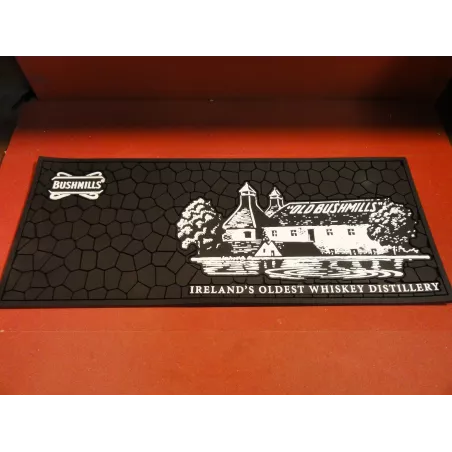 BUSHMILLS
"OLD BUSHMILLS"
IRELAND'S OLDEST WHISKEY DISTILLERY